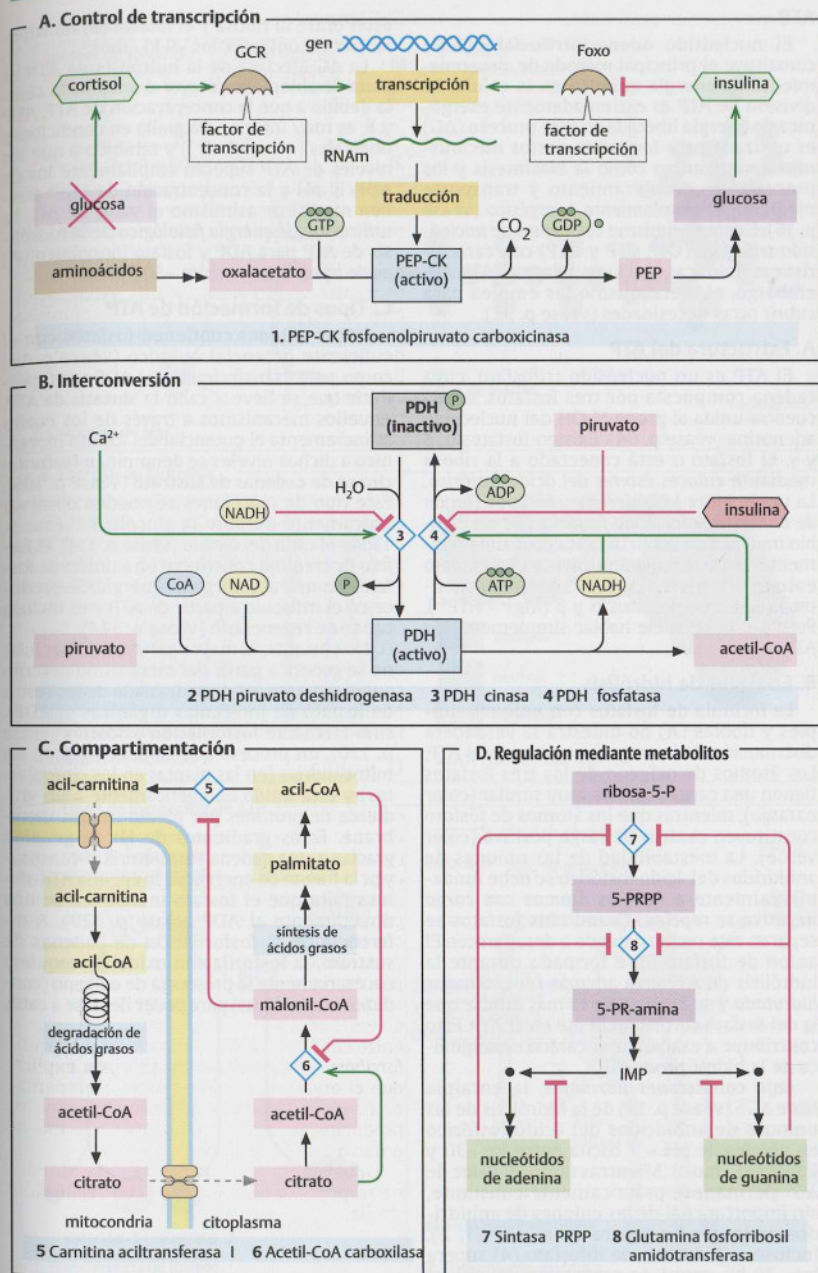 A. Control de transcripción
GCR
gen
Foxo
cortisol
transcripción
insulina
factor de
transcripción
factor de
transcripción
RNAm
glucosa
traducción
glucosa
GTP
CO2
GDP
P
aminoácidos
oxalacetato
PEP-CK
(activo)
PEP
1. PEP-CK fosfoenolpiruvato carboxicinasa
B. Interconversión
P
PDH
(inactivo)
Ca2+
piruvato
H2O
ADP
NADH
insulina
3
4
CoA
NAD
P
ATP
NADH
piruvato
PDH
(activo)
acetil-CoA
2 PDH piruvato deshidrogenasa 3 PDH cinasa 4 PDH fosfatasa
C. Compartimentación
acil-carnitina
5
acil-CoA
palmitato
acil-carnitina
síntesis de
ácidos grasos
acil-CoA
malonil-CoA
degradación de
ácidos grasos
6
acetil-CoA
acetil-CoA
citrato
citrato
mitocondria
citoplasma
5 Carnitina aciltransferasa I 6 Acetil-CoA carboxilasa
D. Regulación mediante metabolitos
ribosa-5-P
7
5-PRPP
8
5-PR-amina
IMP
nucleótidos
de adenina
nucleótidos
de guanina
7 Sintasa PRPP 8 Glutamina fosforribosil
amidotransferasa